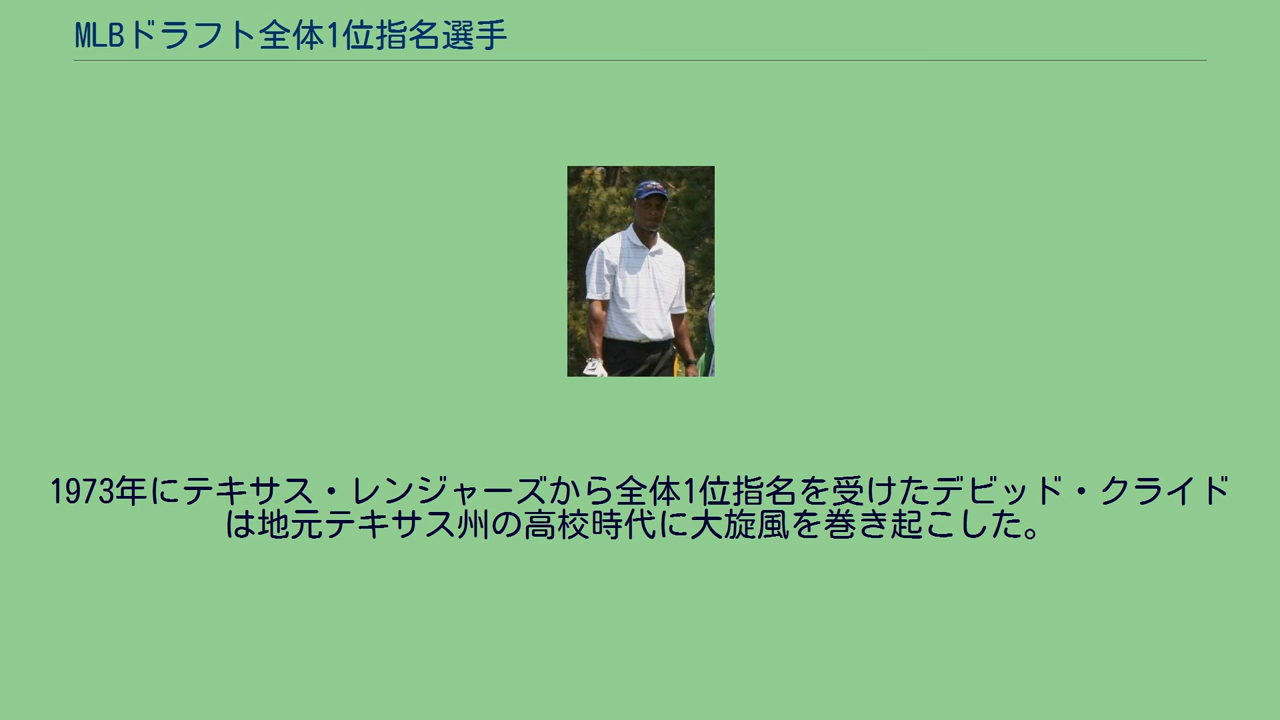 MLBドラフト全体1位指名選手
1973年にテキサス・レンジャーズから全体1位指名を受けたデビッド・クライド
は地元テキサス州の高校時代に大旋風を巻き起こした。